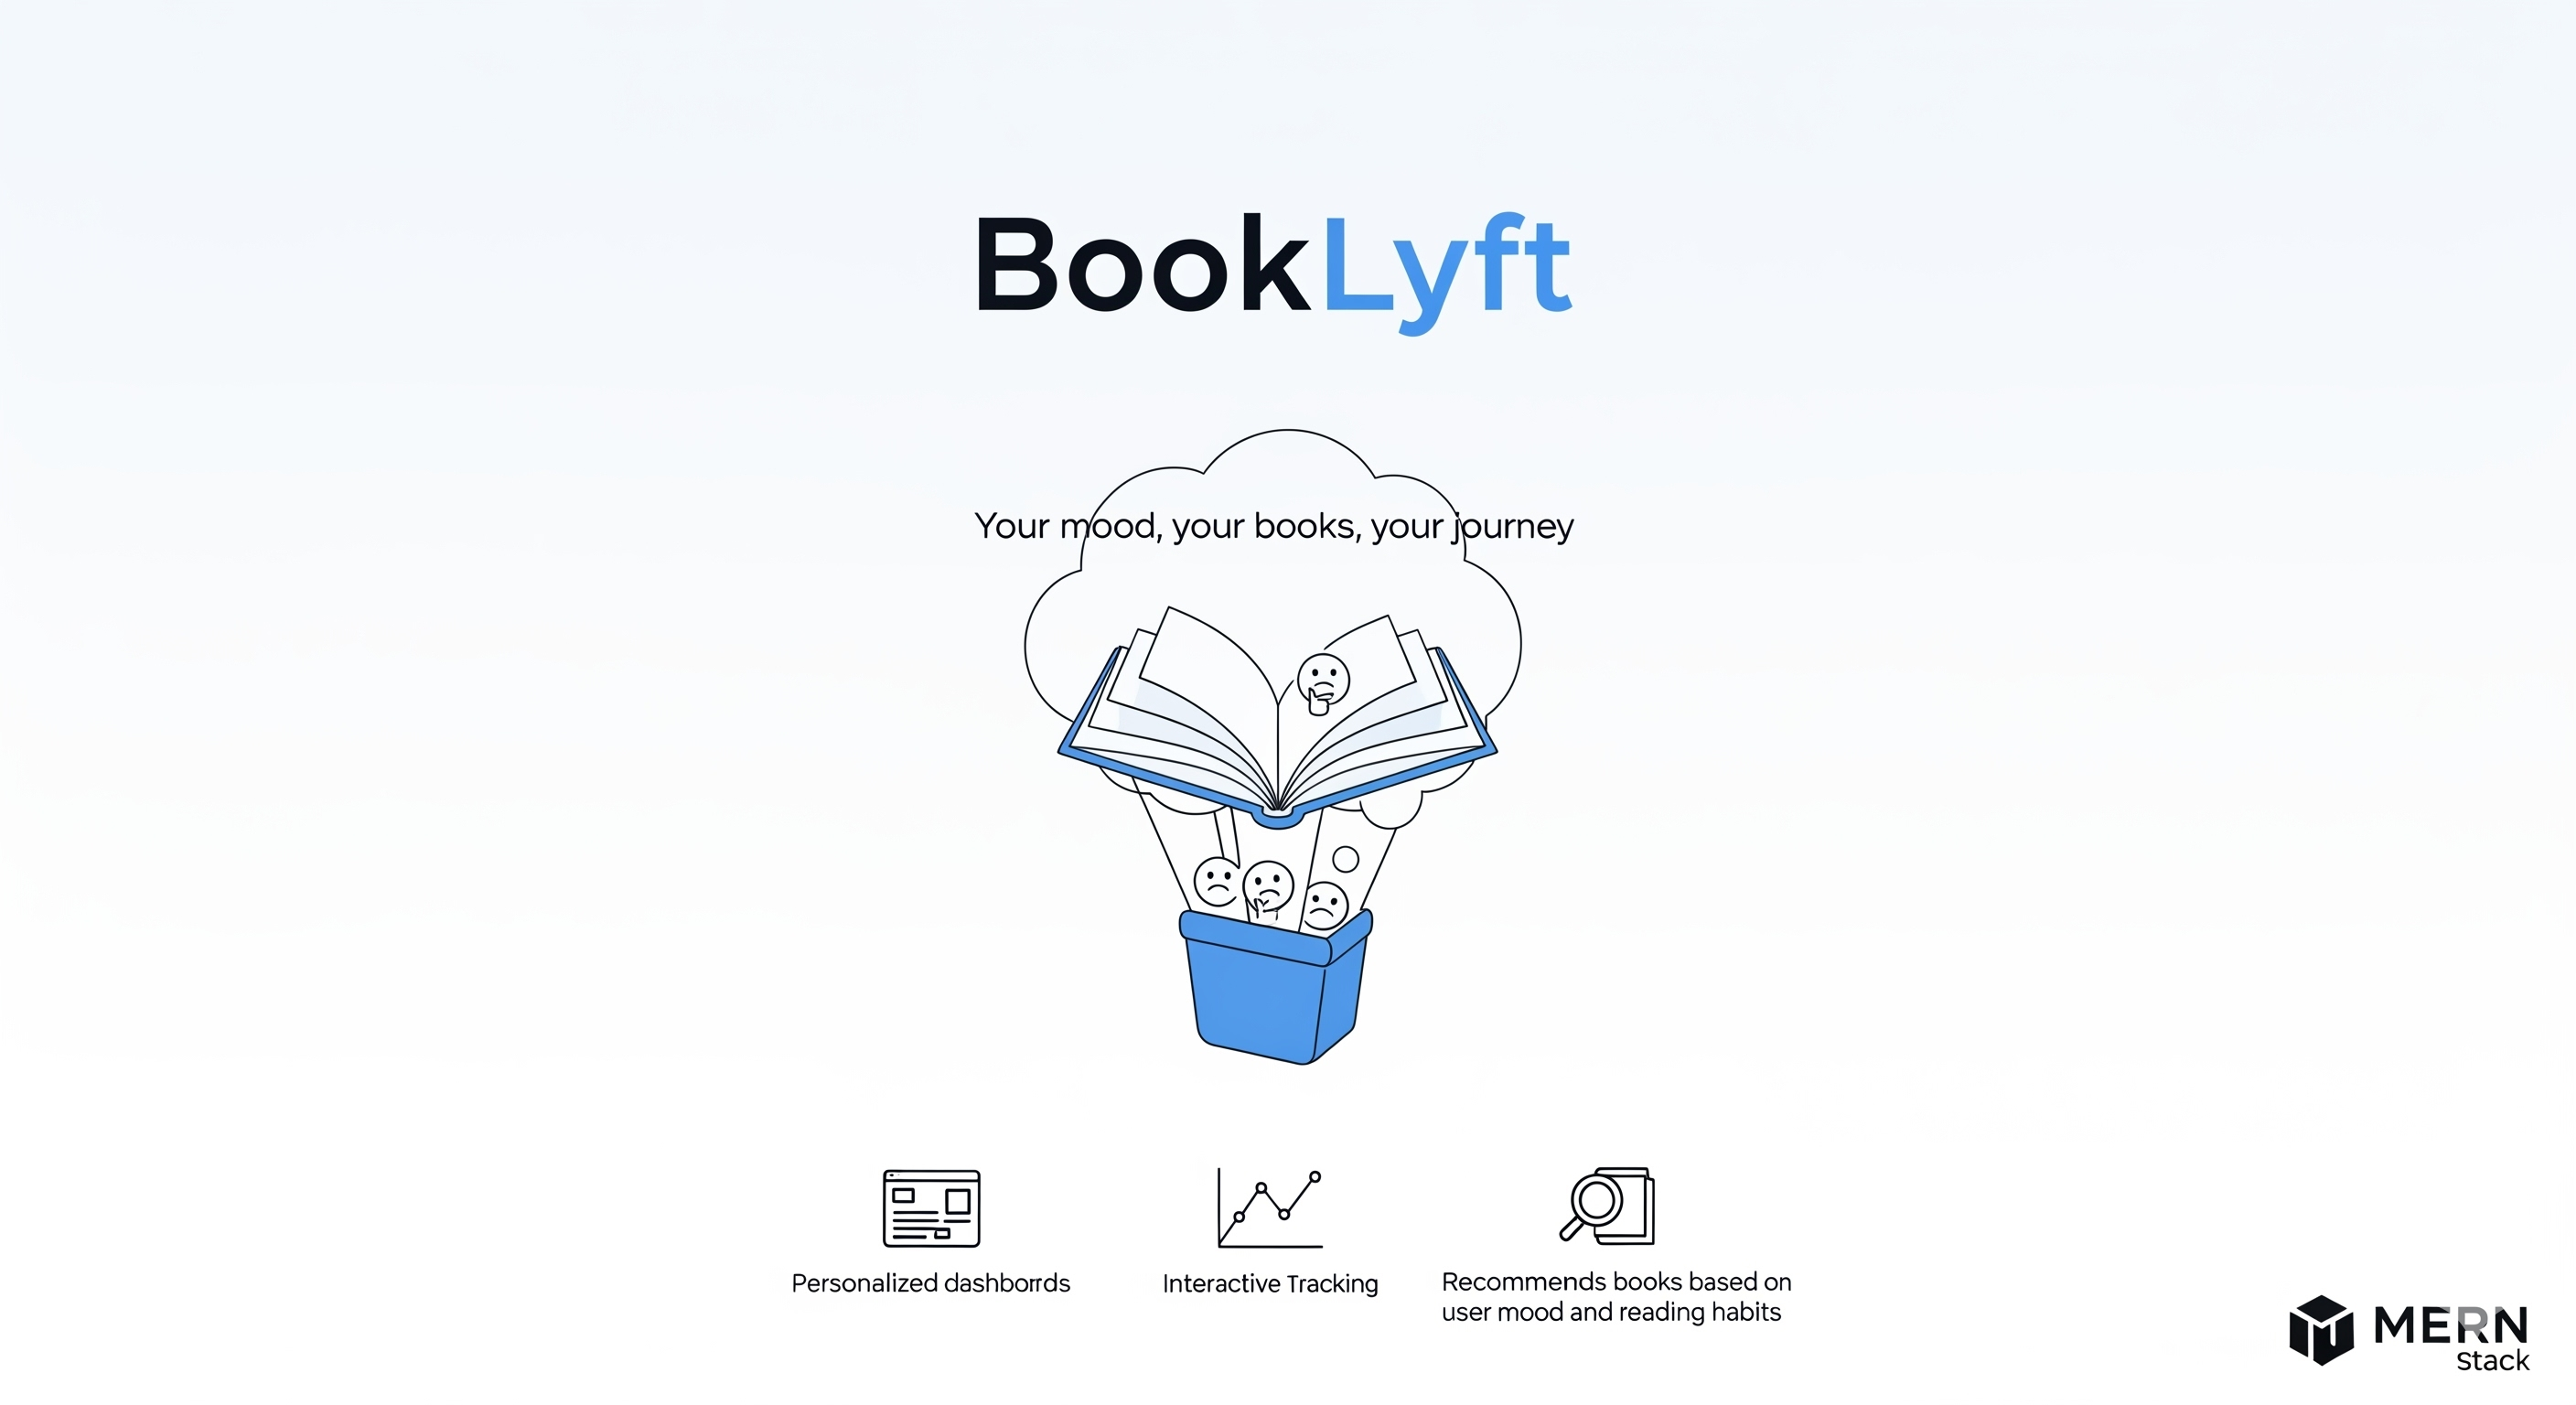 BookLyft
Your mood, your books, your journey
Personalized dashbords
Interactive Tracking
Recommends books based on
user mood and reading habits
MERN
Stack